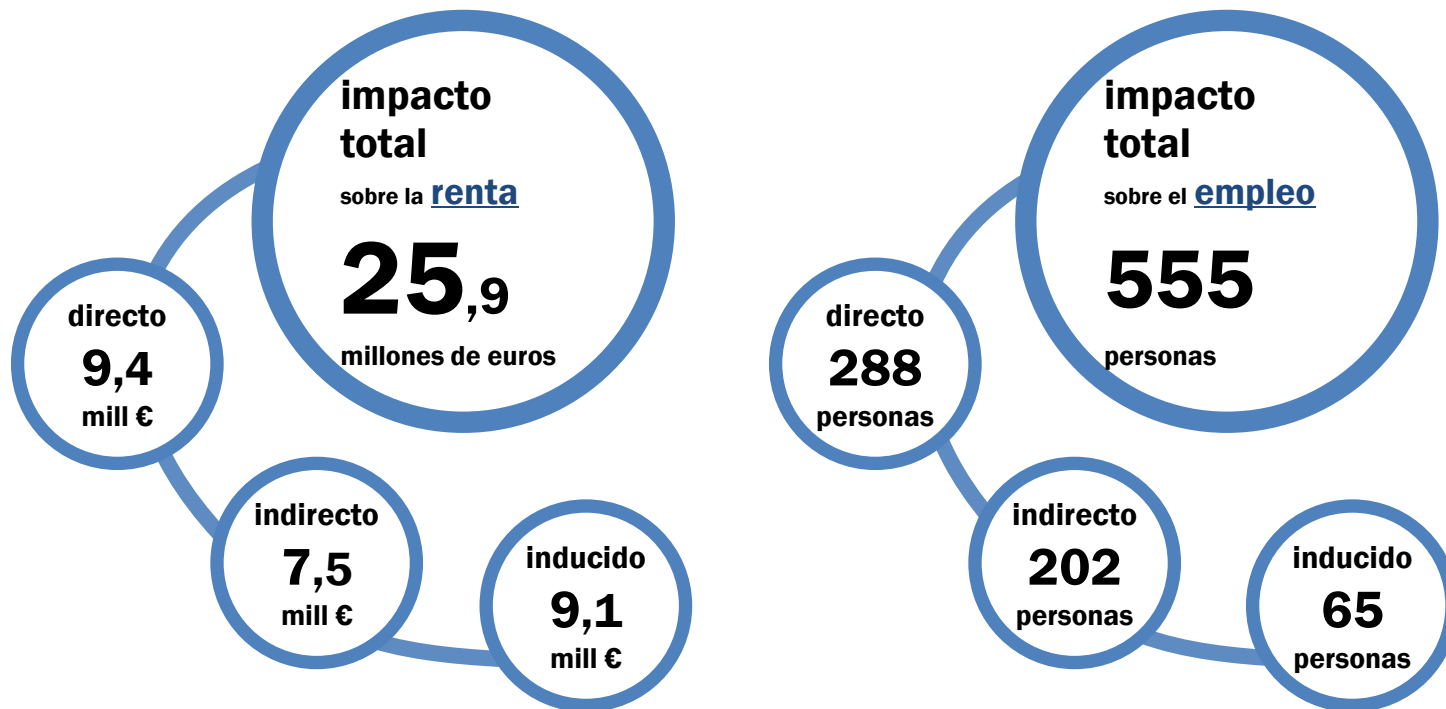 impacto
total
sobre la renta
25,9
millones de euros
directo
9,4
mill €
indirecto
7,5
mill €
inducido
9,1
mill €
impacto
total
sobre el empleo
555
personas
directo
288
personas
indirecto
202
personas
inducido
65
personas